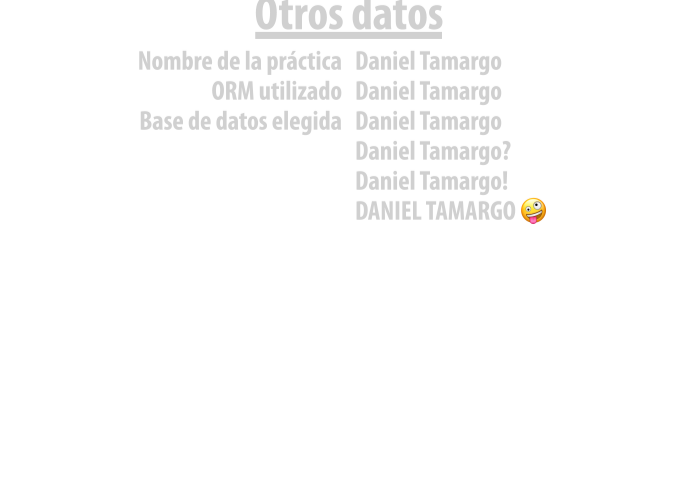 Otros datos
Nombre de la práctica Daniel Tamargo
ORM utilizado Daniel Tamargo
Base de datos elegida Daniel Tamargo
Daniel Tamargo?
Daniel Tamargo!
DANIEL TAMARGO 🤪